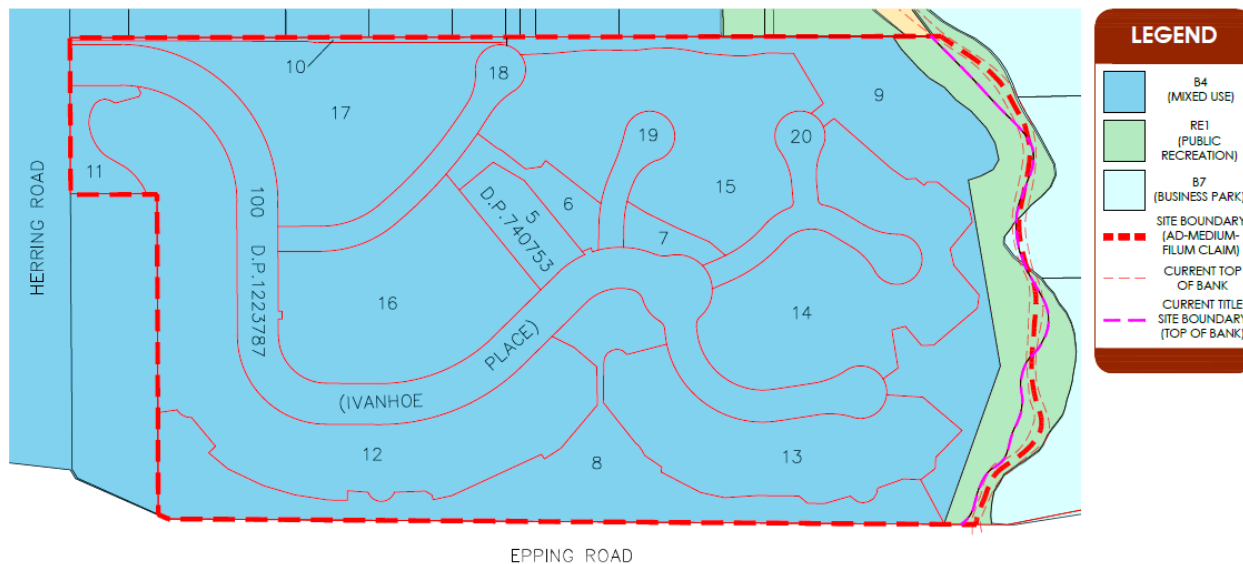 10
17
18
9
19
20
11
15
HERRING ROAD
100 D.P.1223787
6
5
D.P.740753
7
16
14
PLACE)
(IVANHOE
12
8
13
EPPING ROAD
LEGEND
B4
(MIXED USE)
RE1
(PUBLIC
RECREATION)
B7
(BUSINESS PARK)
SITE BOUNDARY
(AD-MEDIUM-
FILUM CLAIM)
CURRENT TOP
OF BANK
CURRENT TITLE
SITE BOUNDARY
(TOP OF BANK)